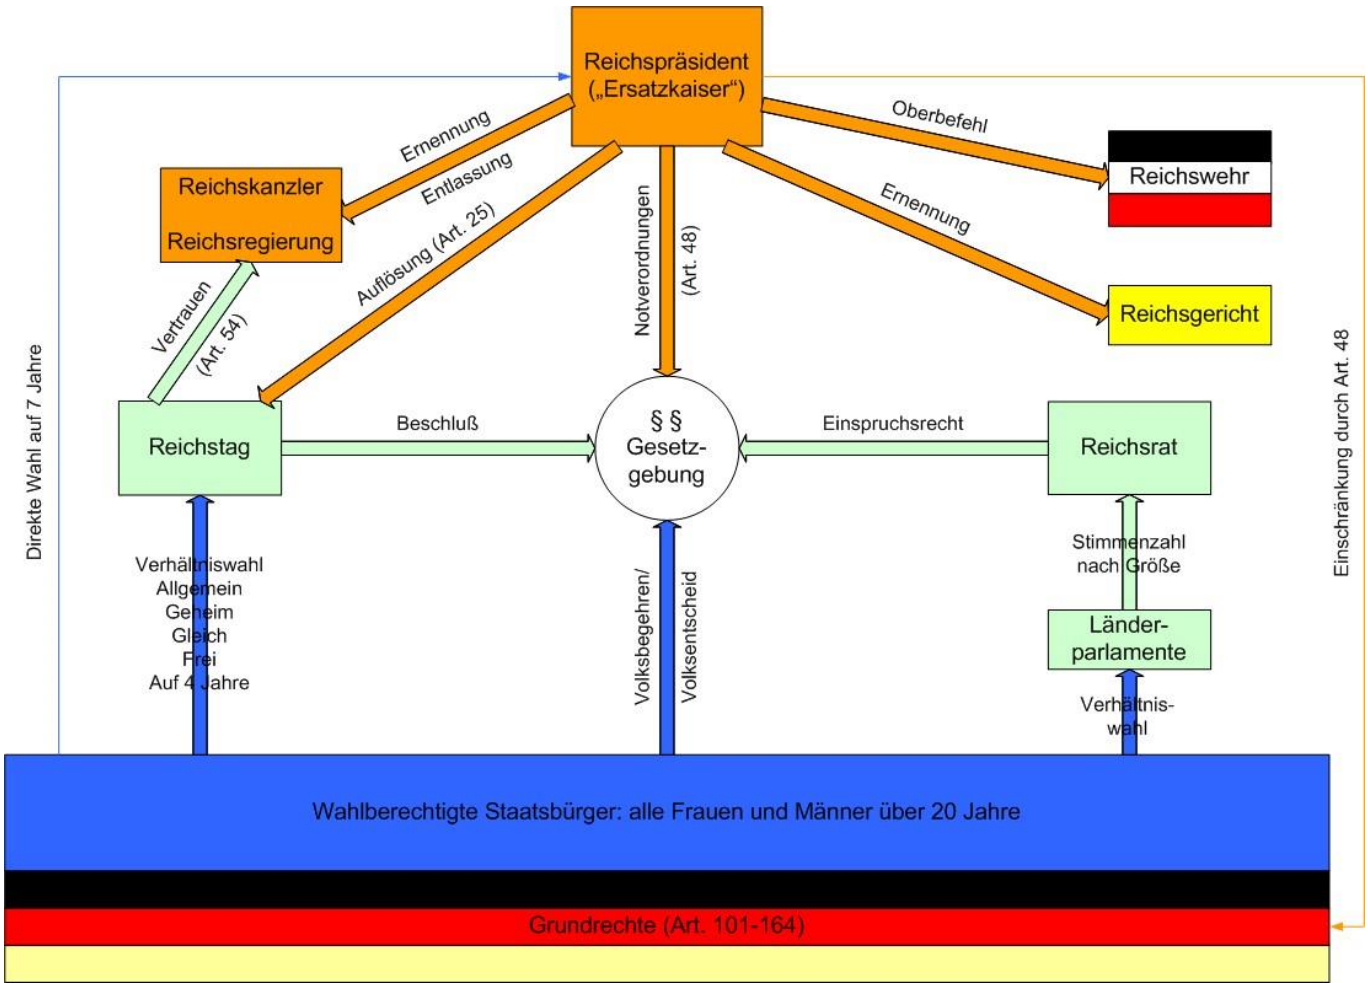 Reichspräsident
(„Ersatzkaiser“)
Oberbefehl
Ernennung
Entlassung
Reichskanzler
Reichsregierung
Reichswehr
Auflösung (Art. 25)
Notverordnungen
(Art. 48)
Ernennung
Reichsgericht
Vertrauen
(Art. 54)
Direkte Wahl auf 7 Jahre
Einschränkung durch Art. 48
Reichstag
Beschluß
§ §
Gesetz-
gebung
Einspruchsrecht
Reichsrat
Verhältniswahl
Allgemein
Geheim
Gleich
Frei
Auf 4 Jahre
Volksbegehren/
Volksentscheid
Stimmenzahl
nach Größe
Länder-
parlamente
Verhältnis-
wahl
Wahlberechtigte Staatsbürger: alle Frauen und Männer über 20 Jahre
Grundrechte (Art. 101-164)